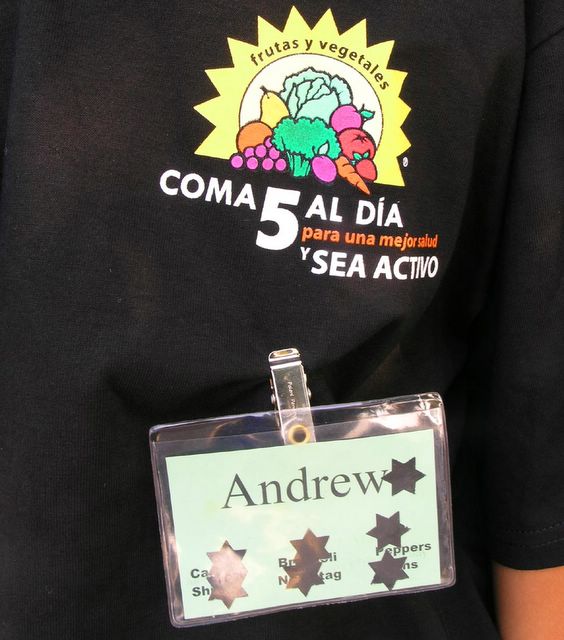 frutas y vegetales
COMA 5 AL DÍA
para una mejor salud
Y SEA ACTIVO
Andrew
Peppers